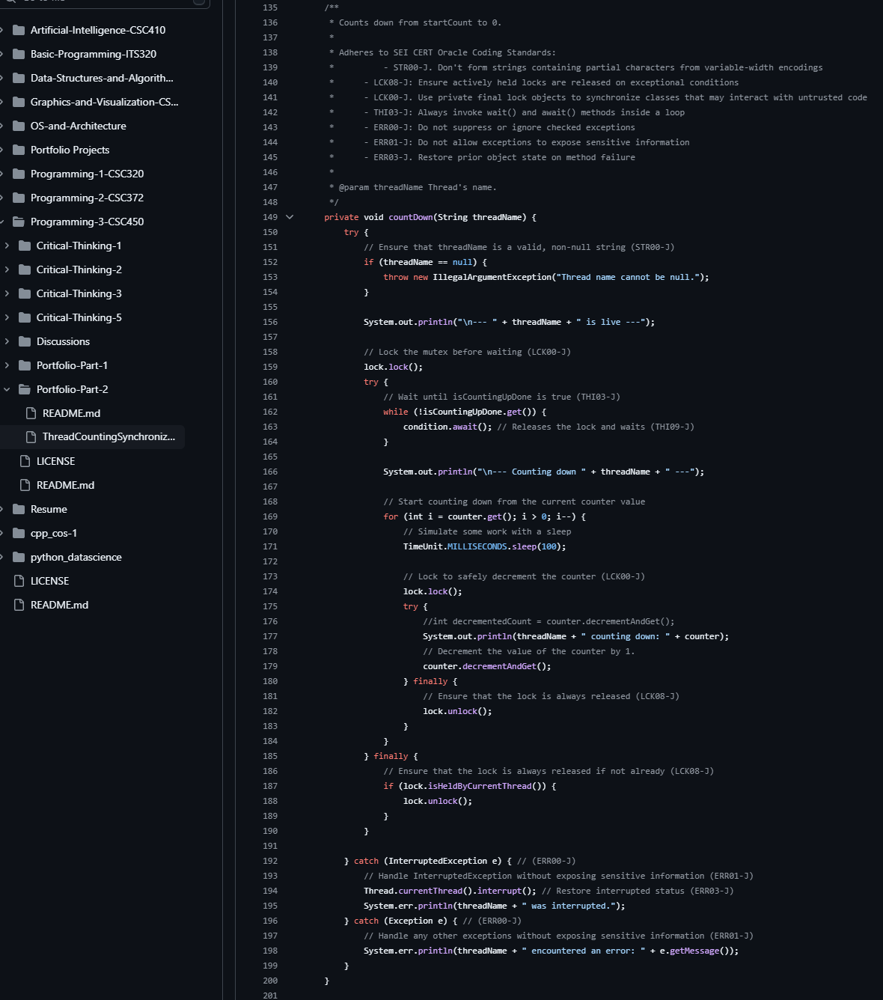 Artificial-Intelligence-CSC410
Basic-Programming-ITS320
Data-Structures-and-Algorith...
Graphics-and-Visualization-CS...
OS-and-Architecture
Portfolio Projects
Programming-1-CSC320
Programming-2-CSC372
Programming-3-CSC450
Critical-Thinking-1
Critical-Thinking-2
Critical-Thinking-3
Critical-Thinking-5
Discussions
Portfolio-Part-1
Portfolio-Part-2
README.md
ThreadCountingSynchroniz...
LICENSE
README.md
Resume
cpp_cos-1
python_datascience
LICENSE
README.md
135 /**
136 * Counts down from startCount to 0.
137 *
138 * Adheres to SEI CERT Oracle Coding Standards:
139 * - STR00-J. Don't form strings containing partial characters from variable-width encodings
140 * - LCK08-J: Ensure actively held locks are released on exceptional conditions
141 * - LCK00-J. Use private final lock objects to synchronize classes that may interact with untrusted code
142 * - THI03-J: Always invoke wait() and await() methods inside a loop
143 * - ERR00-J: Do not suppress or ignore checked exceptions
144 * - ERR01-J: Do not allow exceptions to expose sensitive information
145 * - ERR03-J. Restore prior object state on method failure
146 *
147 * @param threadName Thread's name.
148 */
149 private void countDown(String threadName) {
150 try {
151 // Ensure that threadName is a valid, non-null string (STR00-J)
152 if (threadName == null) {
153 throw new IllegalArgumentException("Thread name cannot be null.");
154 }
155
156 System.out.println("\n--- " + threadName + " is live ---");
157
158 // Lock the mutex before waiting (LCK00-J)
159 lock.lock();
160 try {
161 // Wait until isCountingUpDone is true (THI03-J)
162 while (!isCountingUpDone.get()) {
163 condition.await(); // Releases the lock and waits (THI09-J)
164 }
165
166 System.out.println("\n--- Counting down " + threadName + " ---");
167
168 // Start counting down from the current counter value
169 for (int i = counter.get(); i > 0; i--) {
170 // Simulate some work with a sleep
171 TimeUnit.MILLISECONDS.sleep(100);
172
173 // Lock to safely decrement the counter (LCK00-J)
174 lock.lock();
175 try {
176 //int decrementedCount = counter.decrementAndGet();
177 System.out.println(threadName + " counting down: " + counter);
178 // Decrement the value of the counter by 1.
179 counter.decrementAndGet();
180 } finally {
181 // Ensure that the lock is always released (LCK08-J)
182 lock.unlock();
183 }
184 }
185 } finally {
186 // Ensure that the lock is always released if not already (LCK08-J)
187 if (lock.isHeldByCurrentThread()) {
188 lock.unlock();
189 }
190 }
191
192 } catch (InterruptedException e) { // (ERR00-J)
193 // Handle InterruptedException without exposing sensitive information (ERR01-J)
194 Thread.currentThread().interrupt(); // Restore interrupted status (ERR03-J)
195 System.err.println(threadName + " was interrupted.");
196 } catch (Exception e) { // (ERR00-J)
197 // Handle any other exceptions without exposing sensitive information (ERR01-J)
198 System.err.println(threadName + " encountered an error: " + e.getMessage());
199 }
200 }
201